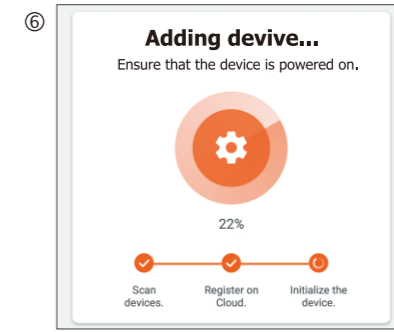 ⑥
Adding devive...
Ensure that the device is powered on.
22%
Scan
devices.
Register on
Cloud.
Initialize the
device.